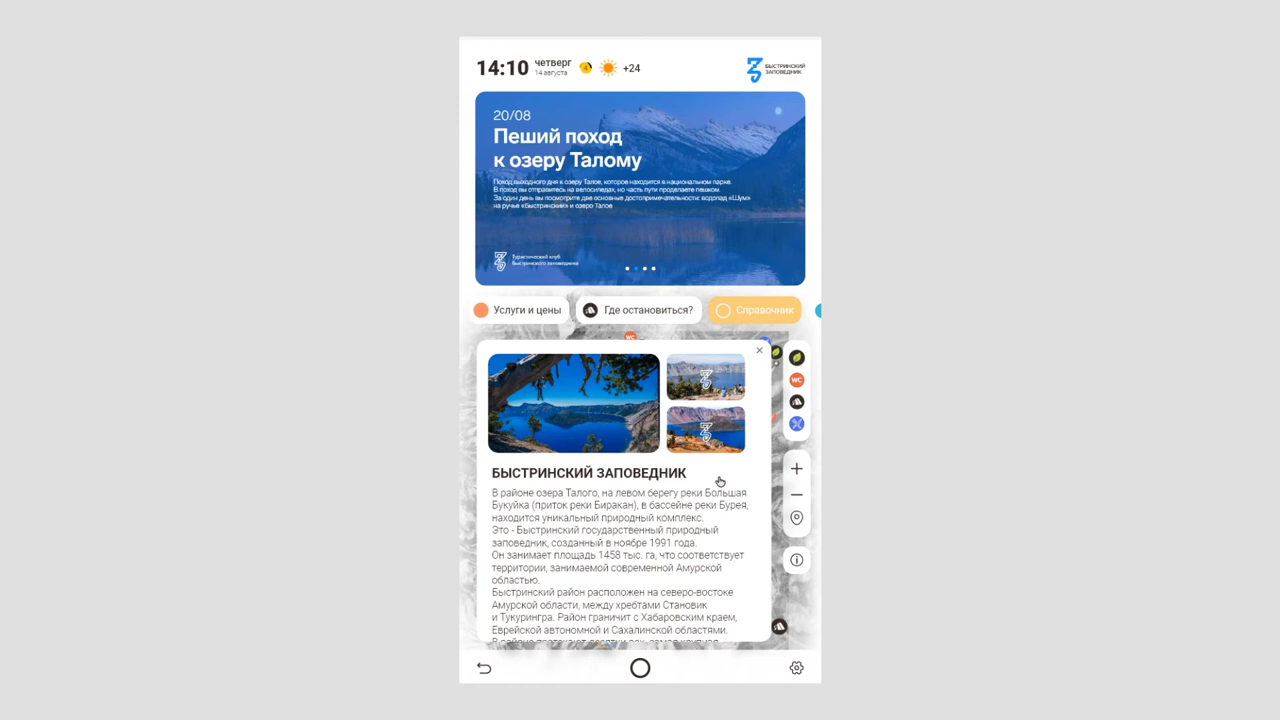 14:10
четверг
14 августа
4
+24
БЫСТРИНСКИЙ
ЗАПОВЕДНИК
20/08
Пеший поход
к озеру Талому
Поход выходного дня к озеру Талое, которое находится в национальном парке.
В поход вы отправитесь на велосипедах, но часть пути проделаете пешком.
За один день вы посмотрите две основные достопримечательности: водопад «Шум»
на ручье «Быстринский» и озеро Талое
Туристический клуб
Быстринского заповедника
Услуги и цены
Где остановиться?
Справочник
WC
WC
БЫСТРИНСКИЙ ЗАПОВЕДНИК
В районе озера Талого, на левом берегу реки Большая
Букуйка (приток реки Биракан), в бассейне реки Бурея,
находится уникальный природный комплекс.
Это - Быстринский государственный природный
заповедник, созданный в ноябре 1991 года.
Он занимает площадь 1458 тыс. га, что соответствует
территории, занимаемой современной Амурской
областью.
Быстринский район расположен на северо-востоке
Амурской области, между хребтами Становик
и Тукурингра. Район граничит с Хабаровским краем,
Еврейской автономной и Сахалинской областями.